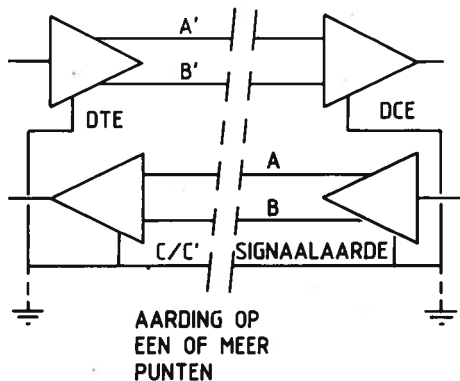 A'
B'
DTE
DCE
A
B
C/C' SIGNAALAARDE
AARDING OP
EEN OF MEER
PUNTEN